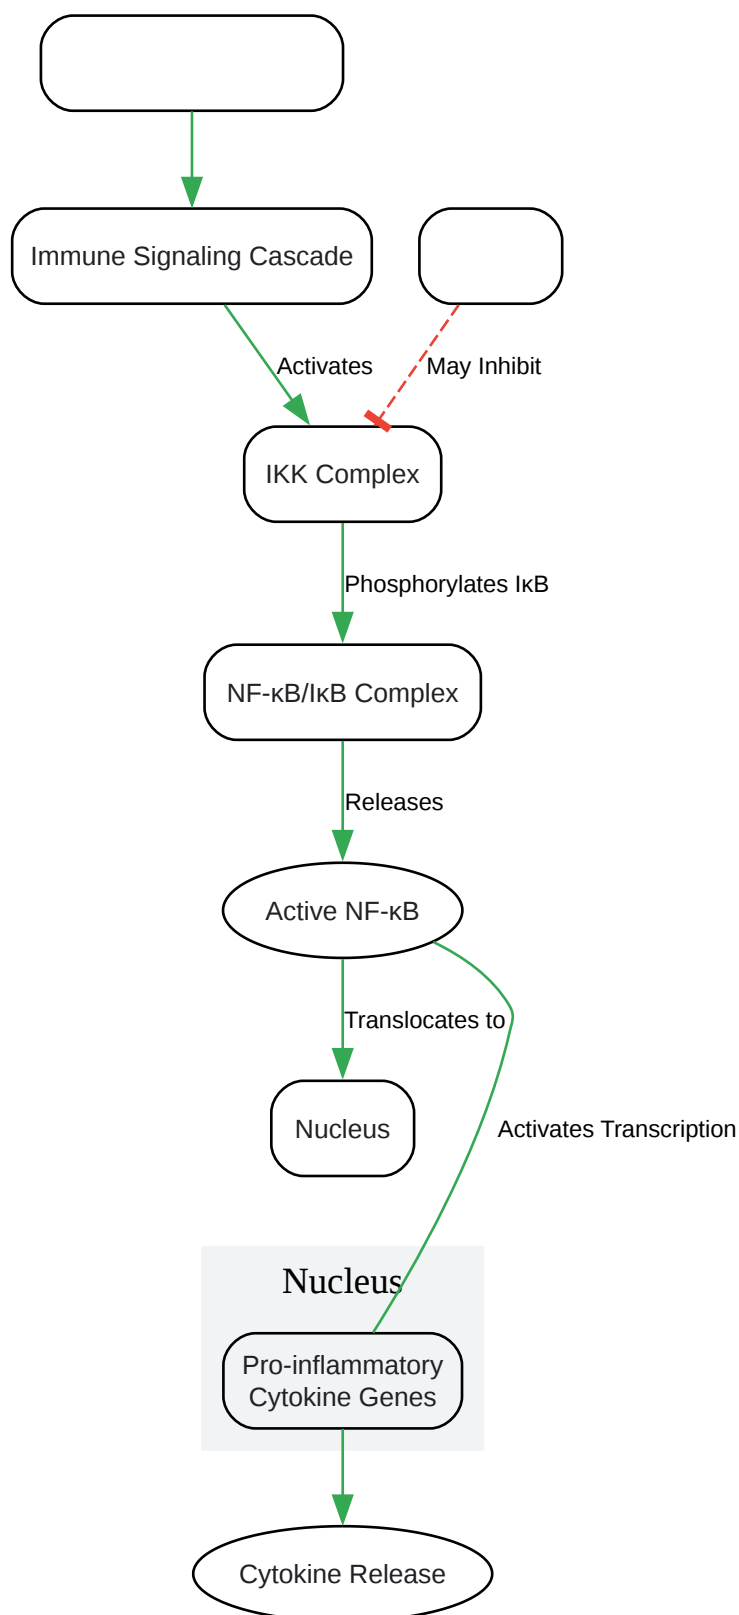 Immune Signaling Cascade
Activates
May Inhibit
IKK Complex
Phosphorylates IκB
NF-κB/IκB Complex
Releases
Active NF-κB
Translocates to
Nucleus
Activates Transcription
Nucleus
Pro-inflammatory
Cytokine Genes
Cytokine Release